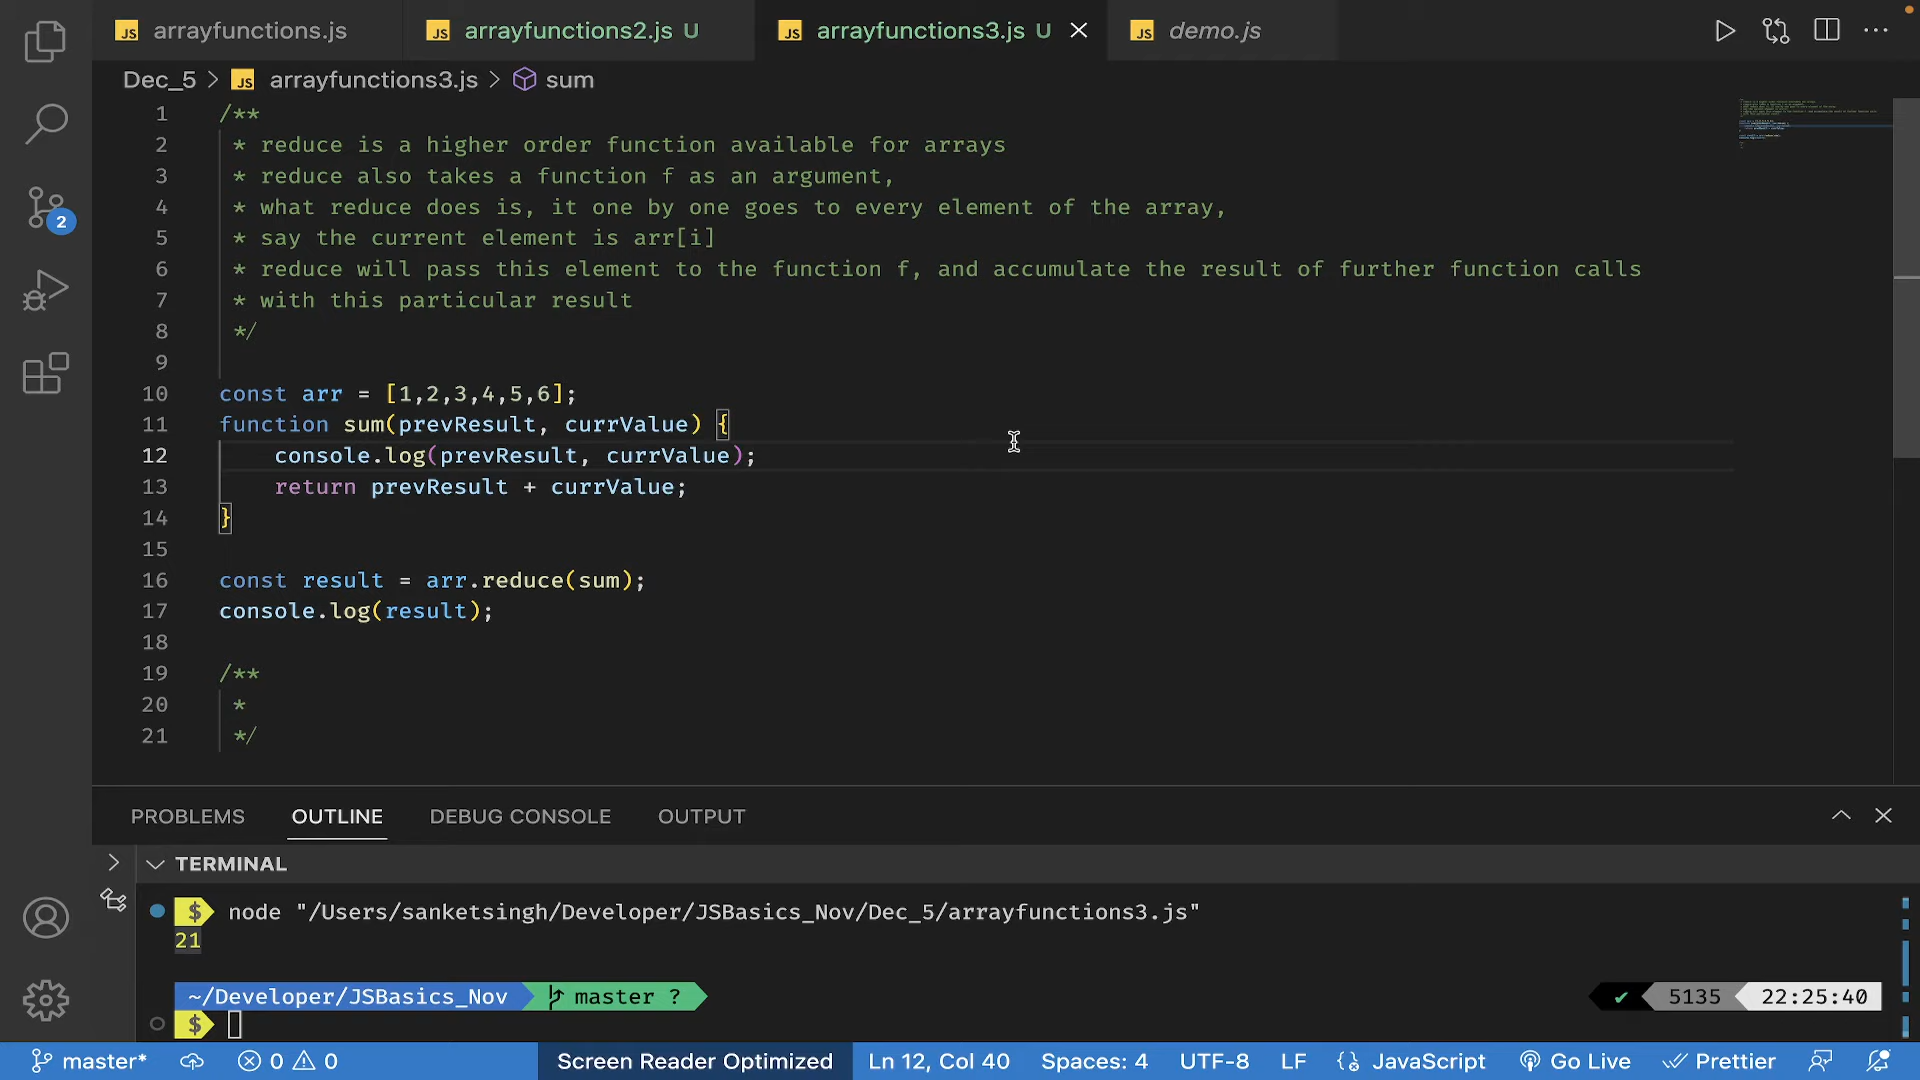 JS arrayfunctions.js JS arrayfunctions2.js U JS arrayfunctions3.js U JS demo.js
Dec_5 > JS arrayfunctions3.js > sum
1 /**
2 * reduce is a higher order function available for arrays
3 * reduce also takes a function f as an argument,
4 * what reduce does is, it one by one goes to every element of the array,
5 * say the current element is arr[i]
6 * reduce will pass this element to the function f, and accumulate the result of further function calls
7 * with this particular result
8 */
9
10 const arr = [1,2,3,4,5,6];
11 function sum(prevResult, currValue) {
12 console.log(prevResult, currValue);
13 return prevResult + currValue;
14 }
15
16 const result = arr.reduce(sum);
17 console.log(result);
18
19 /**
20 *
21 */
2
PROBLEMS OUTLINE DEBUG CONSOLE OUTPUT
TERMINAL
$ node "/Users/sanketsingh/Developer/JSBasics_Nov/Dec_5/arrayfunctions3.js"
21
~/Developer/JSBasics_Nov master ? ✔ 5135 22:25:40
$
master* 0 0 Screen Reader Optimized Ln 12, Col 40 Spaces: 4 UTF-8 LF JavaScript Go Live Prettier